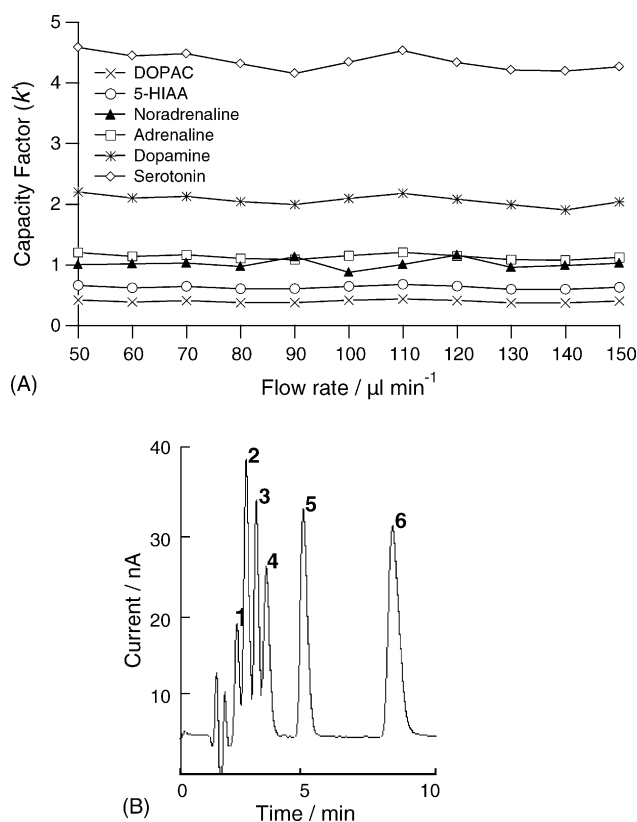 5
4
3
2
1
0
Capacity Factor (k')
DOPAC
5-HIAA
Noradrenaline
Adrenaline
Dopamine
Serotonin
50 60 70 80 90 100 110 120 130 140 150
Flow rate / µl min-1
(A)
40
30
20
10
Current / nA
1
2
3
4
5
6
0 5 10
Time / min
(B)